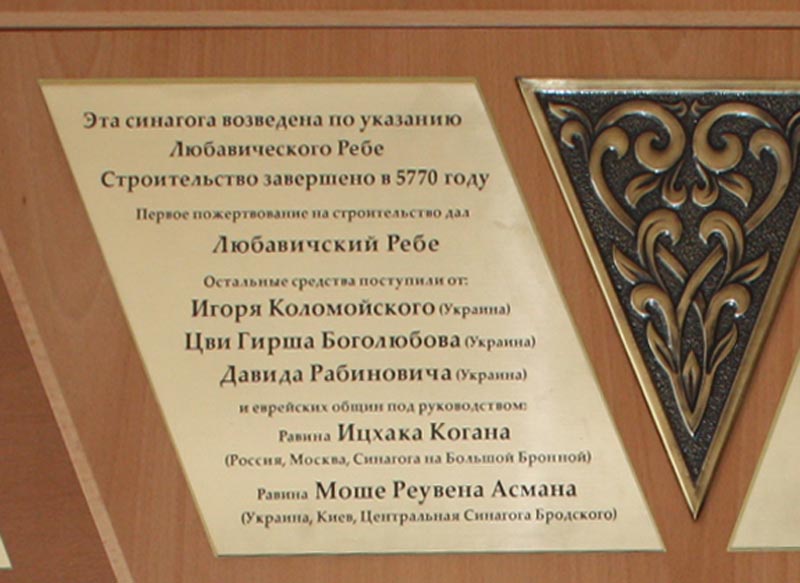 Эта синагога возведена по указанию
Любавического Ребе
Строительство завершено в 5770 году
Первое пожертвование на строительство дал
Любавичский Ребе
Остальные средства поступили от:
Игоря Коломойского (Украина)
Цви Гирша Боголюбова (Украина)
Давида Рабиновича (Украина)
и еврейских общин под руководством:
Равина Ицхака Когана
(Россия, Москва, Синагога на Большой Бронной)
Равина Моше Реувена Асмана
(Украина, Киев, Центральная Синагога Бродского)